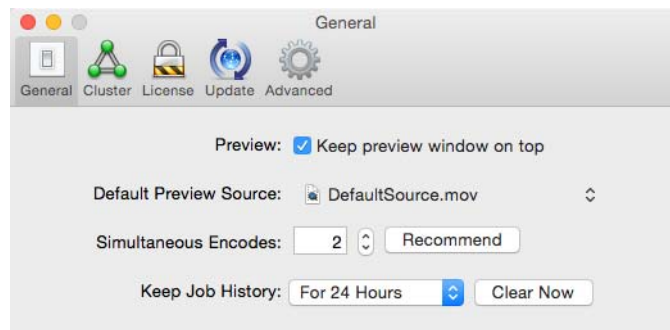 General
General Cluster License Update Advanced
Preview: Keep preview window on top
Default Preview Source: DefaultSource.mov
Simultaneous Encodes: 2 Recommend
Keep Job History: For 24 Hours Clear Now